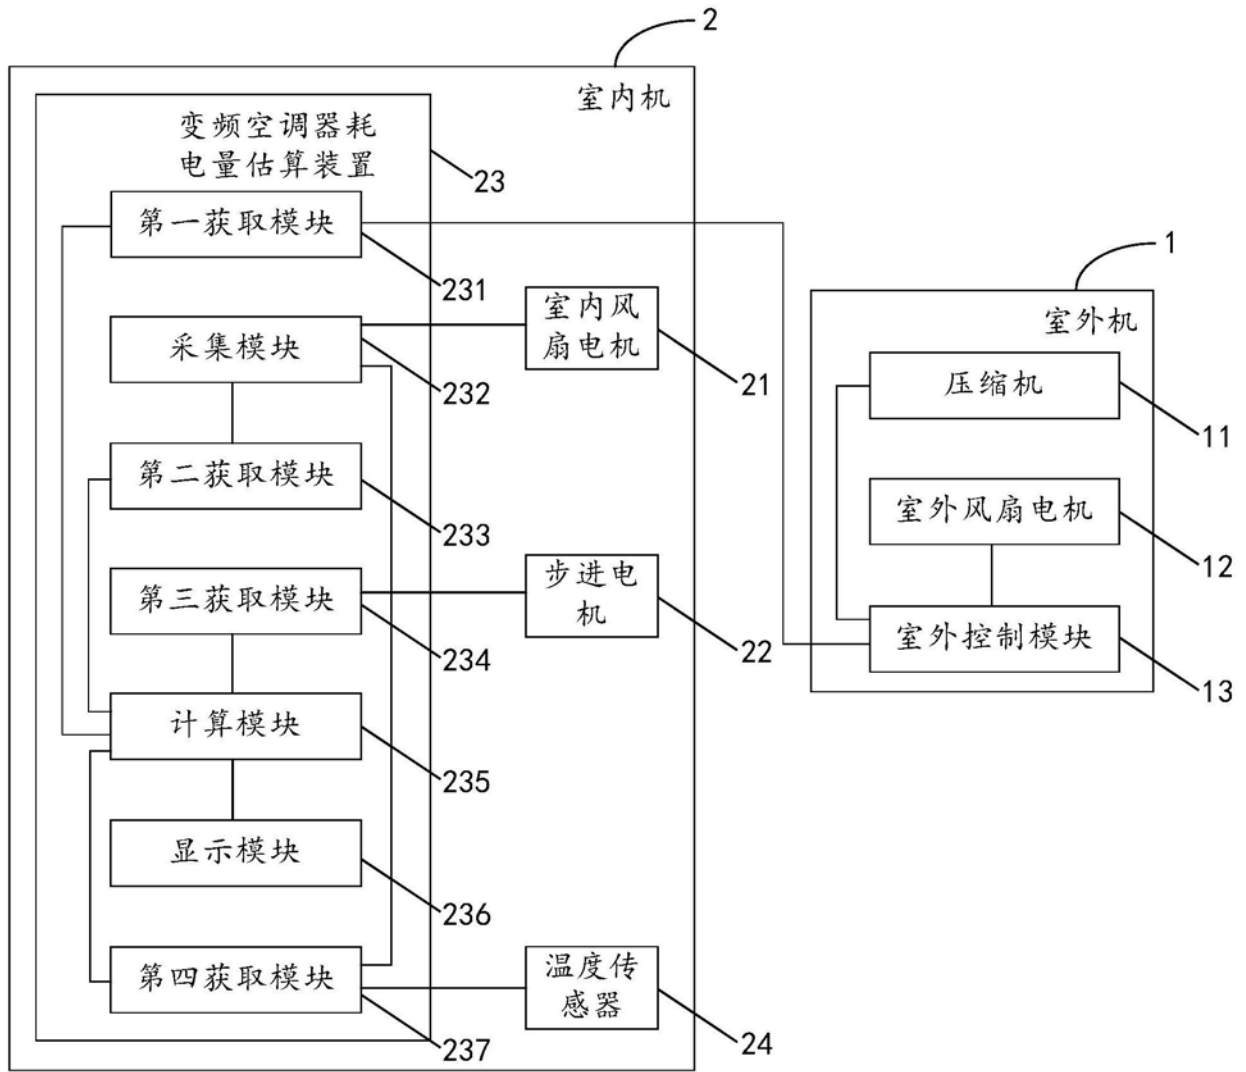 2
室内机
变频空调器耗
电量估算装置
23
第一获取模块
231
采集模块
232
室内风
扇电机
21
第二获取模块
233
第三获取模块
234
步进电
机
22
计算模块
235
显示模块
236
第四获取模块
237
温度传
感器
24
1
室外机
压缩机
11
室外风扇电机
12
室外控制模块
13